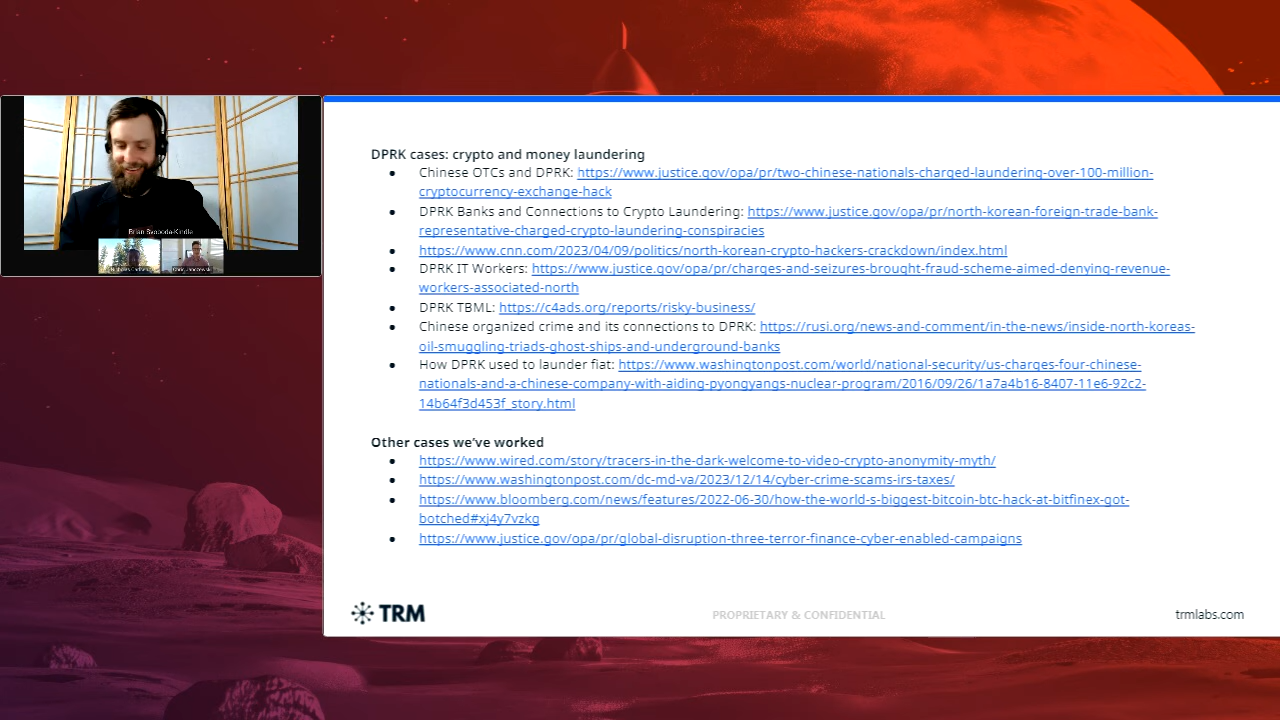 DPRK cases: crypto and money laundering
● Chinese OTCs and DPRK: https://www.justice.gov/opa/pr/two-chinese-nationals-charged-laundering-over-100-million-
cryptocurrency-exchange-hack
● DPRK Banks and Connections to Crypto Laundering: https://www.justice.gov/opa/pr/north-korean-foreign-trade-bank-
representative-charged-crypto-laundering-conspiracies
● https://www.cnn.com/2023/04/09/politics/north-korean-crypto-hackers-crackdown/index.html
● DPRK IT Workers: https://www.justice.gov/opa/pr/charges-and-seizures-brought-fraud-scheme-aimed-denying-revenue-
workers-associated-north
● DPRK TBML: https://c4ads.org/reports/risky-business/
● Chinese organized crime and its connections to DPRK: https://rusi.org/news-and-comment/in-the-news/inside-north-koreas-
oil-smuggling-triads-ghost-ships-and-underground-banks
● How DPRK used to launder fiat: https://www.washingtonpost.com/world/national-security/us-charges-four-chinese-
nationals-and-a-chinese-company-with-aiding-pyongyangs-nuclear-program/2016/09/26/1a7a4b16-8407-11e6-92c2-
14b64f3d453f_story.html
Other cases we've worked
● https://www.wired.com/story/tracers-in-the-dark-welcome-to-video-crypto-anonymity-myth/
● https://www.washingtonpost.com/dc-md-va/2023/12/14/cyber-crime-scams-irs-taxes/
● https://www.bloomberg.com/news/features/2022-06-30/how-the-world-s-biggest-bitcoin-btc-hack-at-bitfinex-got-
botched#xj4y7vzkg
● https://www.justice.gov/opa/pr/global-disruption-three-terror-finance-cyber-enabled-campaigns
TRM
PROPRIETARY & CONFIDENTIAL
trmlabs.com
Brian Svoboda-Kindle
Chris Janczewski